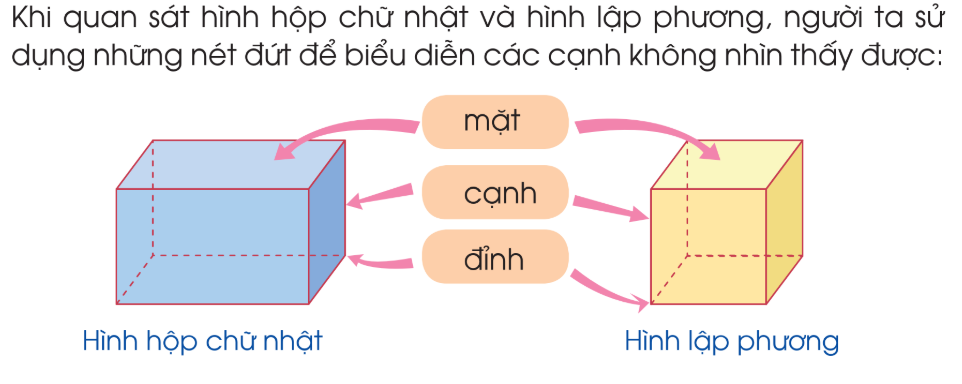 Khi quan sát hình hộp chữ nhật và hình lập phương, người ta sử
dụng những nét đứt để biểu diễn các cạnh không nhìn thấy được:
mặt
cạnh
đỉnh
Hình hộp chữ nhật
Hình lập phương